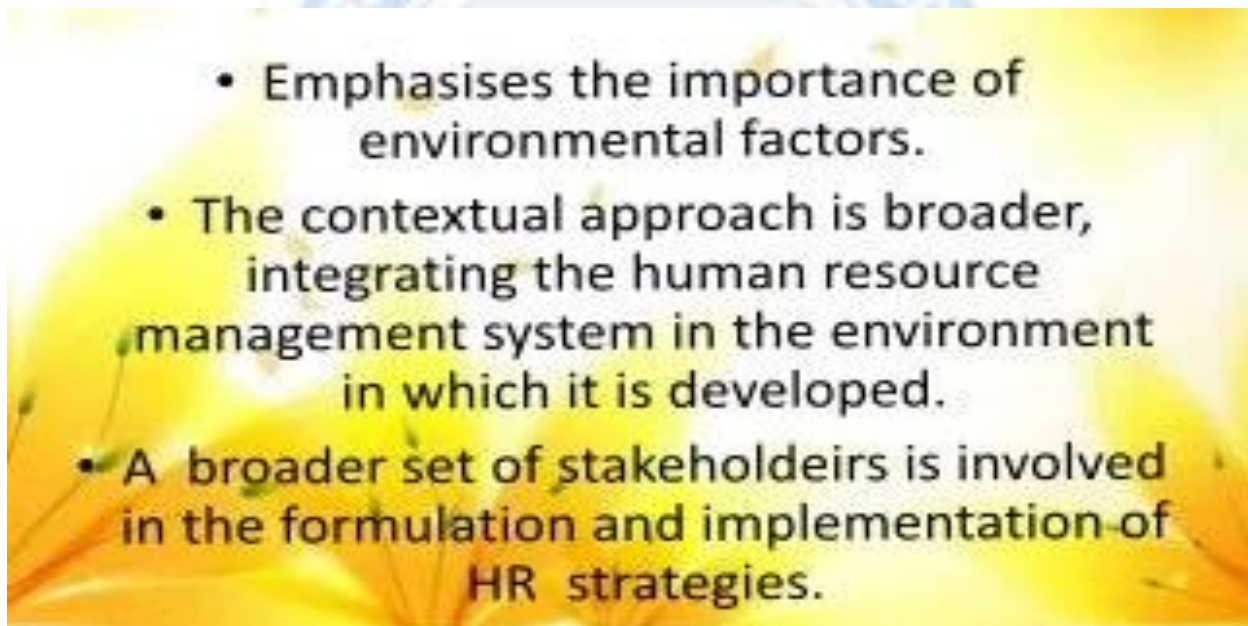 • Emphasises the importance of
environmental factors.
• The contextual approach is broader,
integrating the human resource
management system in the environment
in which it is developed.
• A broader set of stakeholdeirs is involved
in the formulation and implementation of
HR strategies.